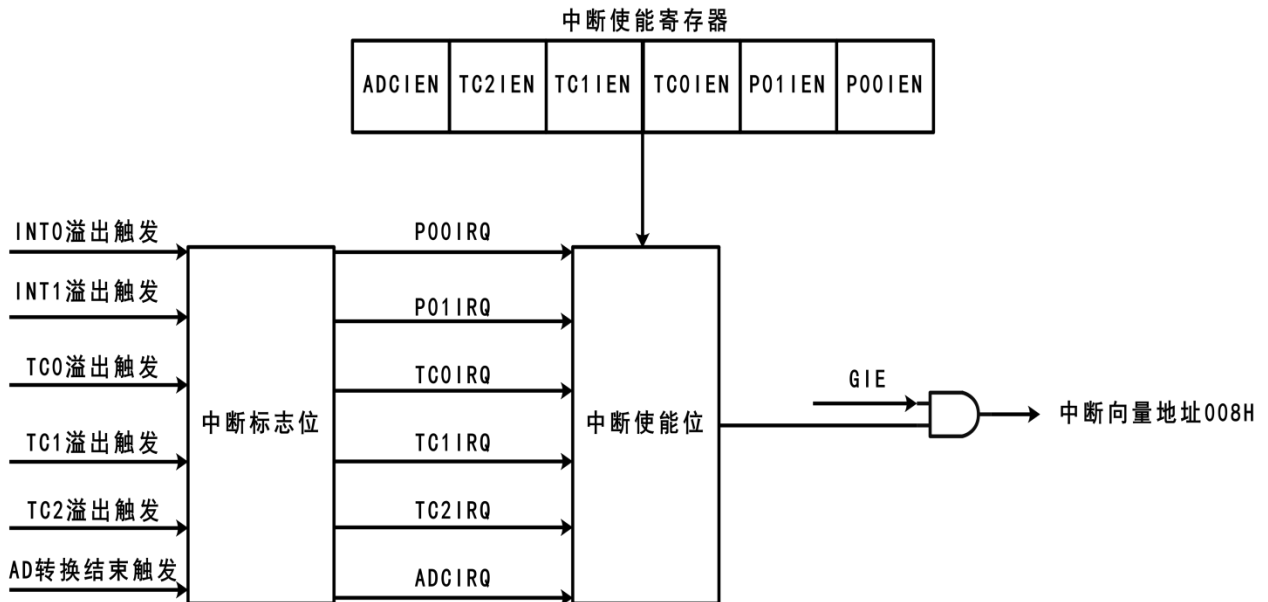 中断使能寄存器
ADCIEN TC2IEN TC1IEN TC0IEN P01IEN P00IEN
INT0溢出触发 P00IRQ
INT1溢出触发 P01IRQ
TC0溢出触发 TC0IRQ
GIE
中断标志位 中断使能位 中断向量地址008H
TC1溢出触发 TC1IRQ
TC2溢出触发 TC2IRQ
AD转换结束触发 ADCIRQ